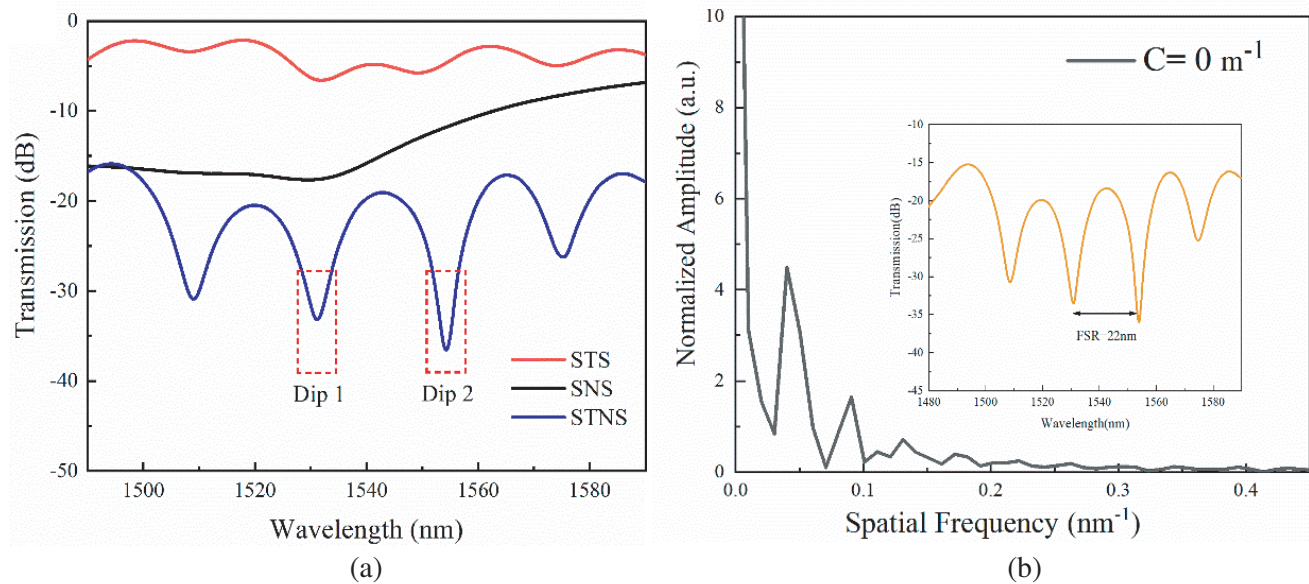 0
-10
-20
-30
-40
-50
Transmission (dB)
Dip 1
Dip 2
STS
SNS
STNS
1500
1520
1540
1560
1580
Wavelength (nm)
(a)
10
8
6
4
2
0
Normalized Amplitude (a.u.)
C= 0 m⁻¹
-10
-15
-20
-25
-30
-35
-40
-45
Transmission(dB)
FSR=22nm
1480
1500
1520
1540
1560
1580
Wavelength(nm)
0.0
0.1
0.2
0.3
0.4
Spatial Frequency (nm⁻¹)
(b)